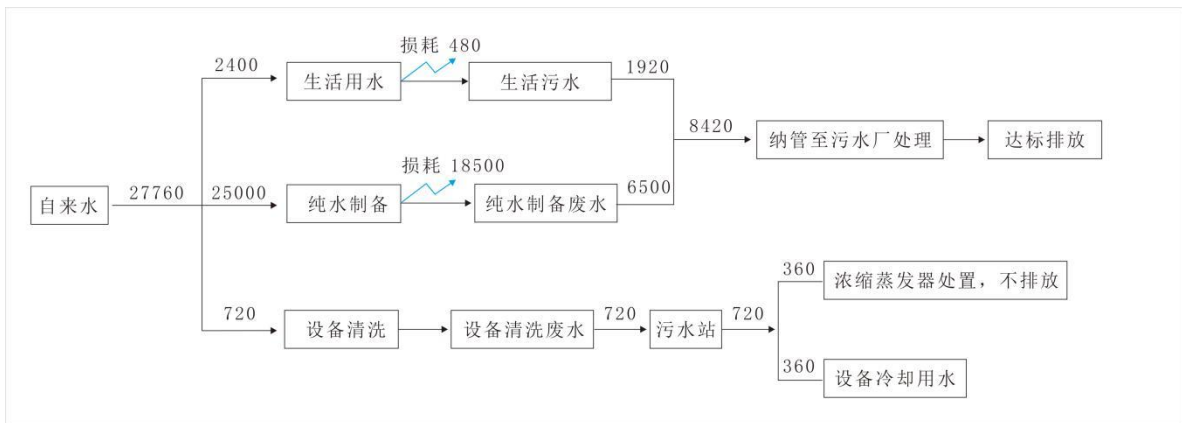 损耗 480
2400
生活用水
生活污水
1920
8420
纳管至污水厂处理
达标排放
损耗 18500
自来水
27760
25000
纯水制备
纯水制备废水
6500
360
浓缩蒸发器处置，不排放
720
设备清洗
设备清洗废水
720
污水站
720
360
设备冷却用水